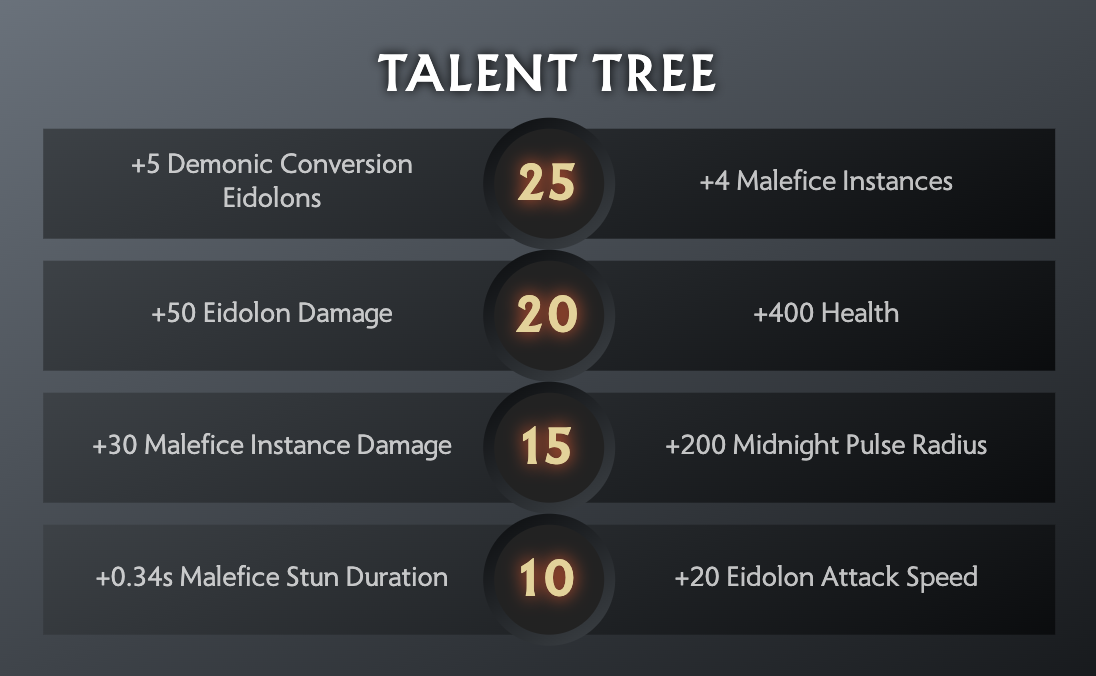 TALENT TREE
+5 Demonic Conversion
Eidolons
25
+4 Malefice Instances
+50 Eidolon Damage
20
+400 Health
+30 Malefice Instance Damage
15
+200 Midnight Pulse Radius
+0.34s Malefice Stun Duration
10
+20 Eidolon Attack Speed